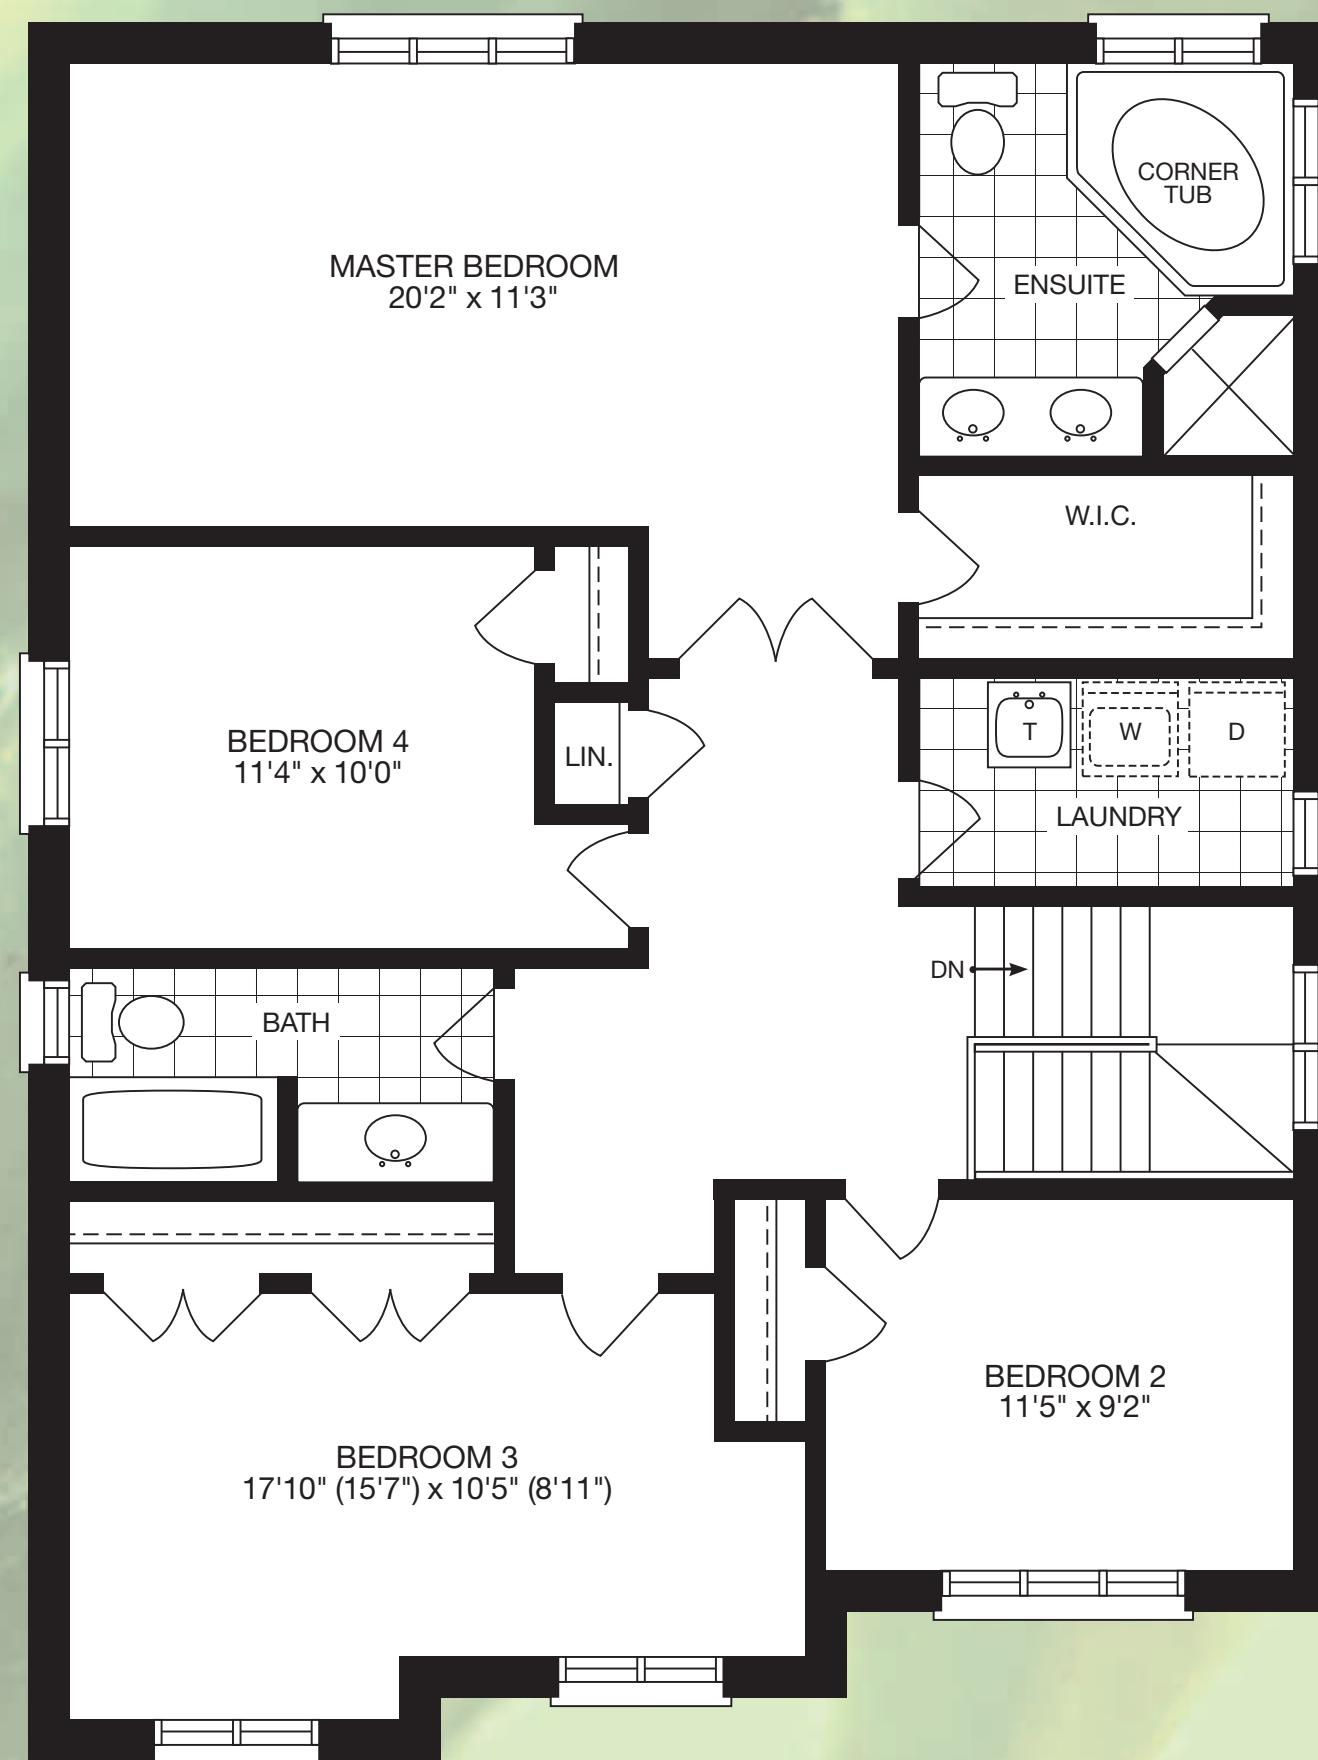 CORNER
TUB
MASTER BEDROOM
20'2" x 11'3"
ENSUITE
W.I.C.
BEDROOM 4
11'4" x 10'0"
LIN.
T
W
D
LAUNDRY
DN
BATH
BEDROOM 2
11'5" x 9'2"
BEDROOM 3
17'10" (15'7") x 10'5" (8'11")